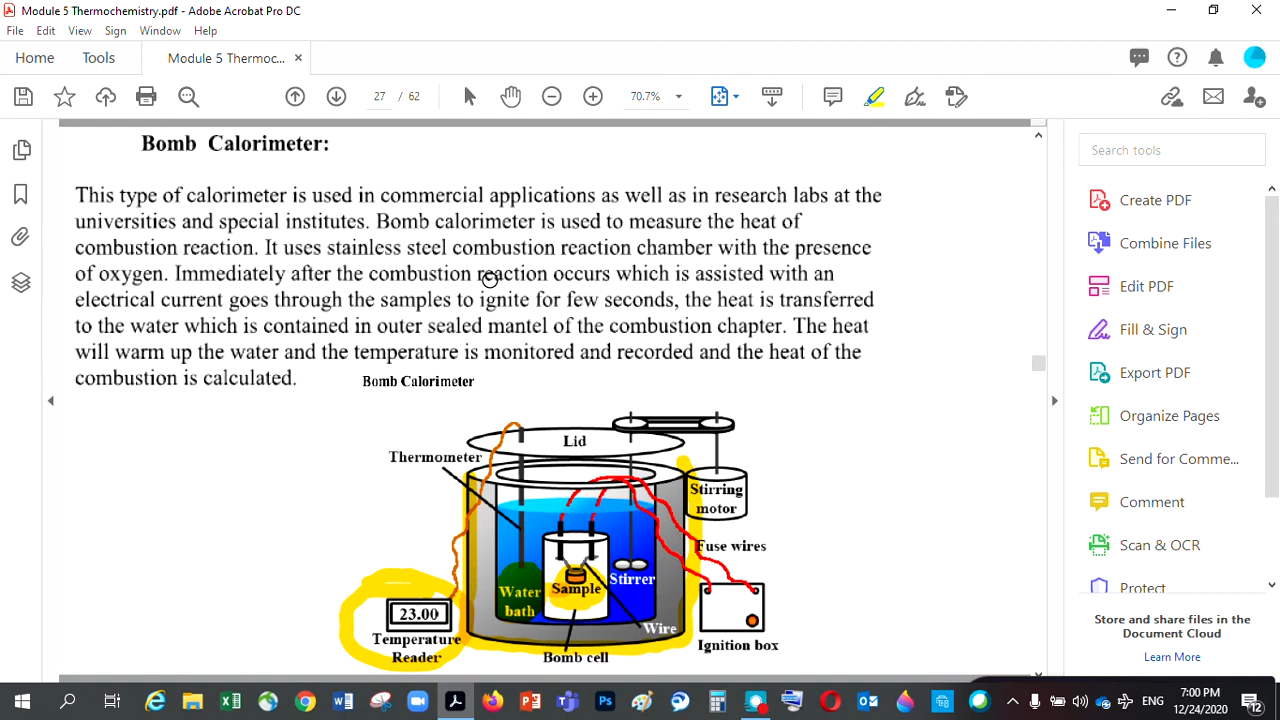 Module 5 Thermochemistry.pdf - Adobe Acrobat Pro DC
File Edit View Sign Window Help
Home Tools Module 5 Thermoc... ×
27 / 62 70.7%
Bomb Calorimeter:
This type of calorimeter is used in commercial applications as well as in research labs at the
universities and special institutes. Bomb calorimeter is used to measure the heat of
combustion reaction. It uses stainless steel combustion reaction chamber with the presence
of oxygen. Immediately after the combustion reaction occurs which is assisted with an
electrical current goes through the samples to ignite for few seconds, the heat is transferred
to the water which is contained in outer sealed mantel of the combustion chapter. The heat
will warm up the water and the temperature is monitored and recorded and the heat of the
combustion is calculated.
Bomb Calorimeter
Lid
Thermometer
Stirring
motor
Fuse wires
Stirrer
Sample
Water
bath
23.00
Temperature
Reader
Wire
Bomb cell
Ignition box
Search tools
Create PDF
Combine Files
Edit PDF
Fill & Sign
Export PDF
Organize Pages
Send for Comme...
Comment
Scan & OCR
Protect
Store and share files in the
Document Cloud
Learn More
ENG
7:00 PM
12/24/2020
12